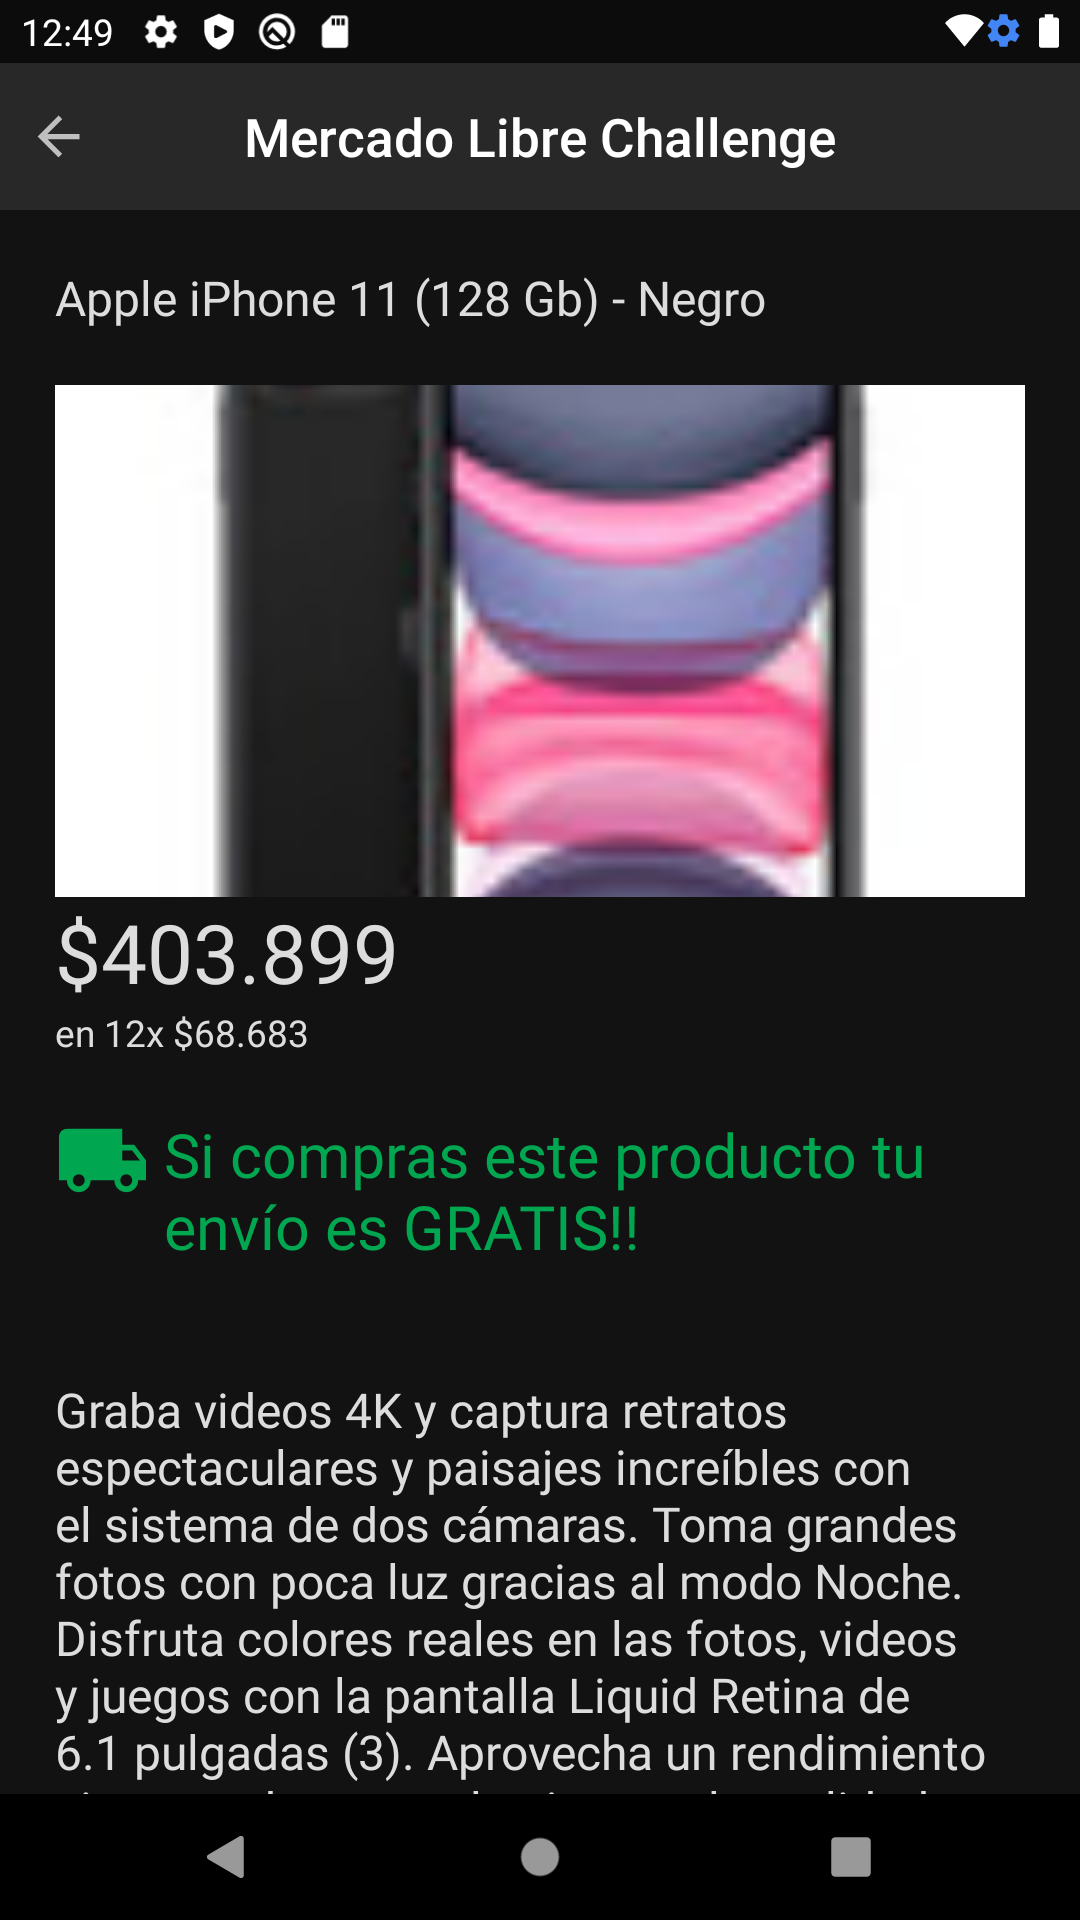 12:49
Mercado Libre Challenge
Apple iPhone 11 (128 Gb) - Negro
$403.899
en 12x $68.683
Si compras este producto tu
envío es GRATIS!!
Graba videos 4K y captura retratos
espectaculares y paisajes increíbles con
el sistema de dos cámaras. Toma grandes
fotos con poca luz gracias al modo Noche.
Disfruta colores reales en las fotos, videos
y juegos con la pantalla Liquid Retina de
6.1 pulgadas (3). Aprovecha un rendimiento